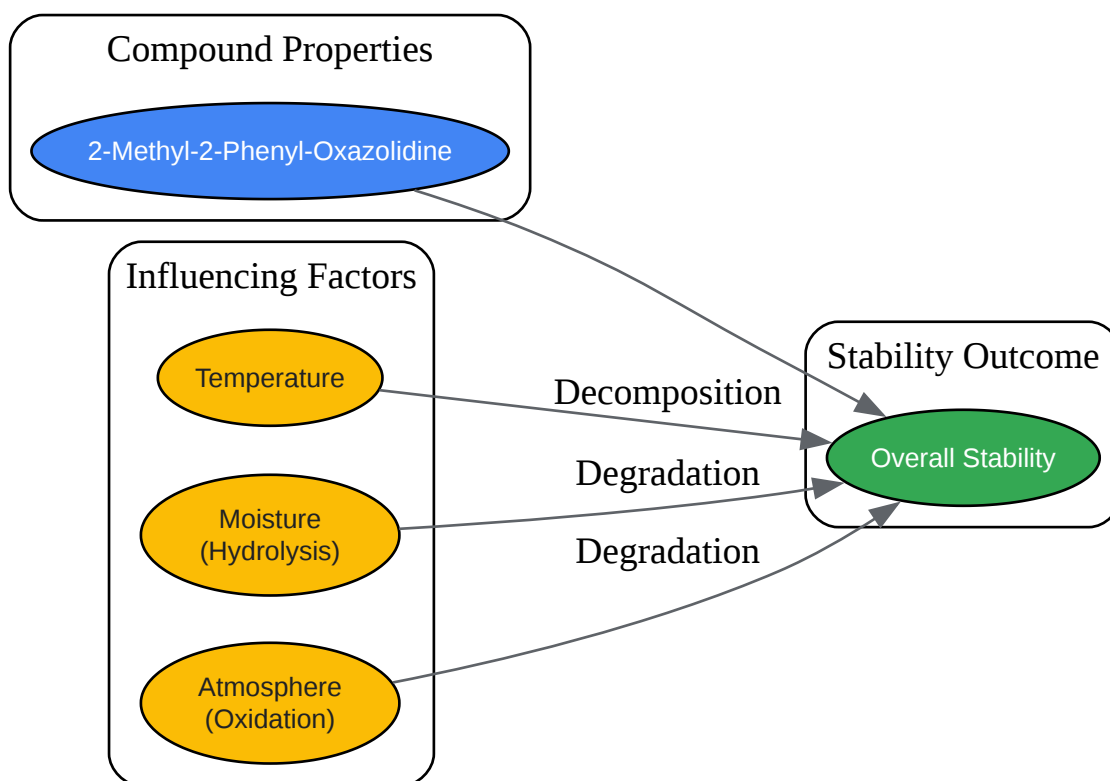 Compound Properties
2-Methyl-2-Phenyl-Oxazolidine
Influencing Factors
Temperature
Moisture
(Hydrolysis)
Atmosphere
(Oxidation)
Decomposition
Degradation
Degradation
Stability Outcome
Overall Stability